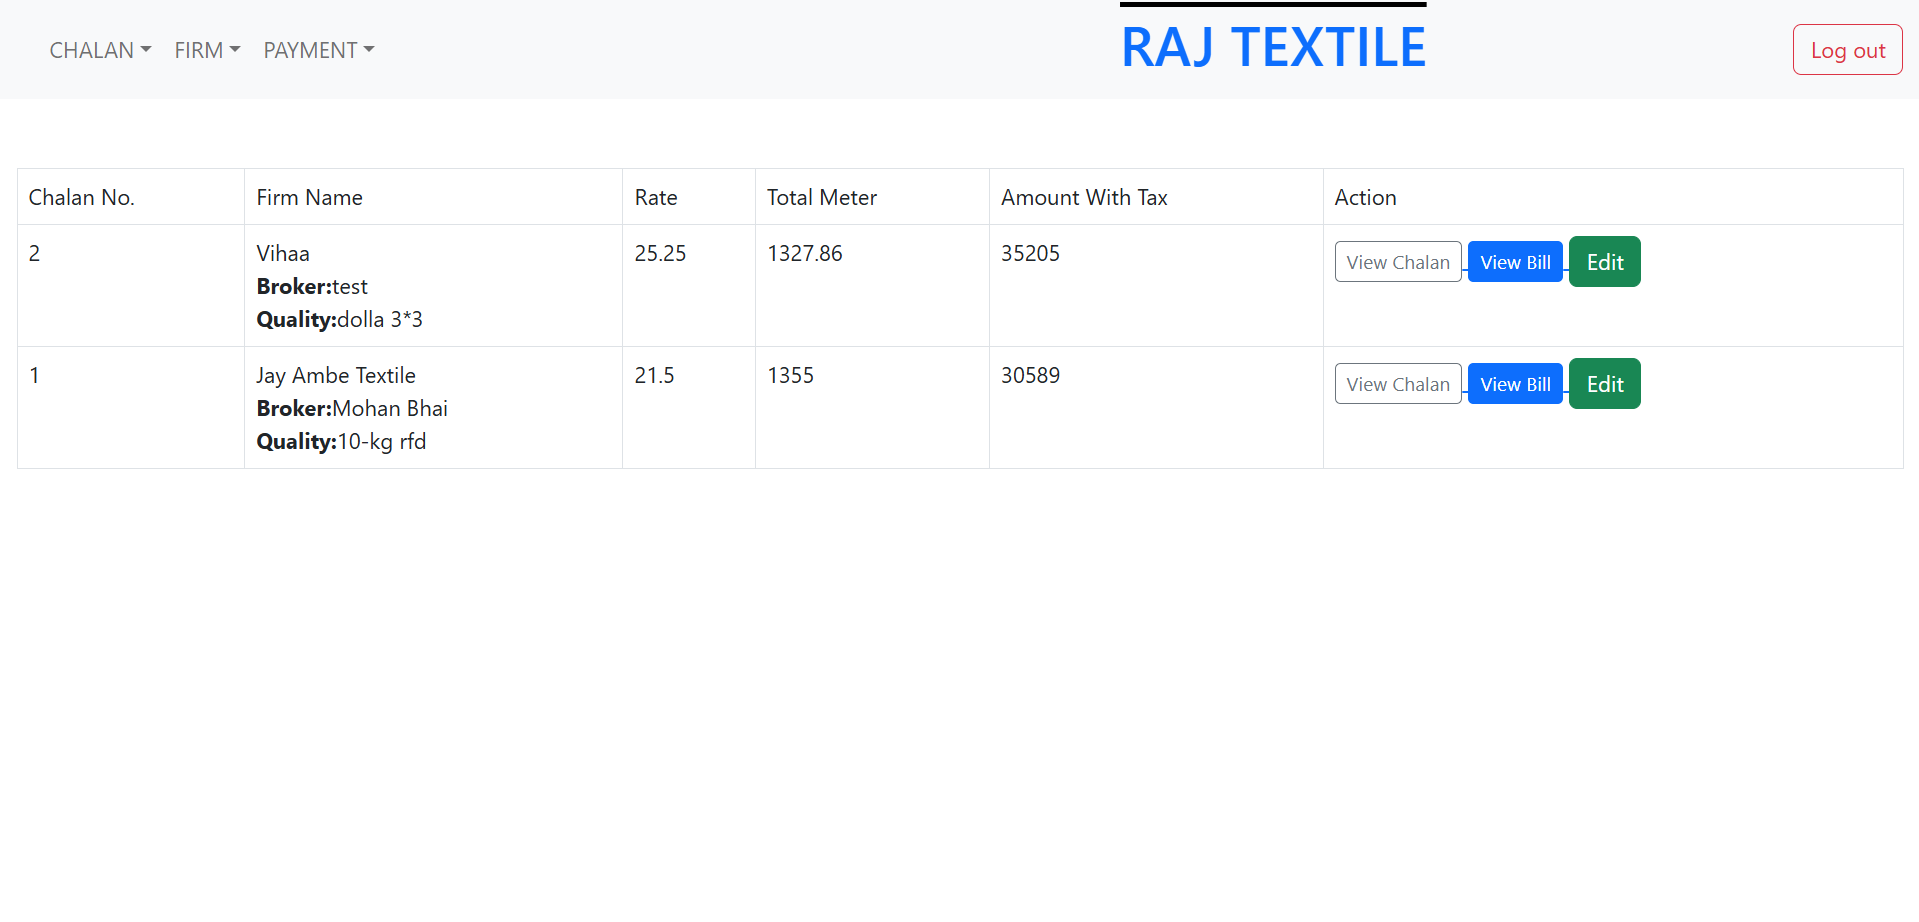 CHALAN FIRM PAYMENT RAJ TEXTILE Log out
Chalan No. Firm Name Rate Total Meter Amount With Tax Action
2 Vihaa 25.25 1327.86 35205 View Chalan View Bill Edit
Broker:test
Quality:dolla 3*3
1 Jay Ambe Textile 21.5 1355 30589 View Chalan View Bill Edit
Broker:Mohan Bhai
Quality:10-kg rfd